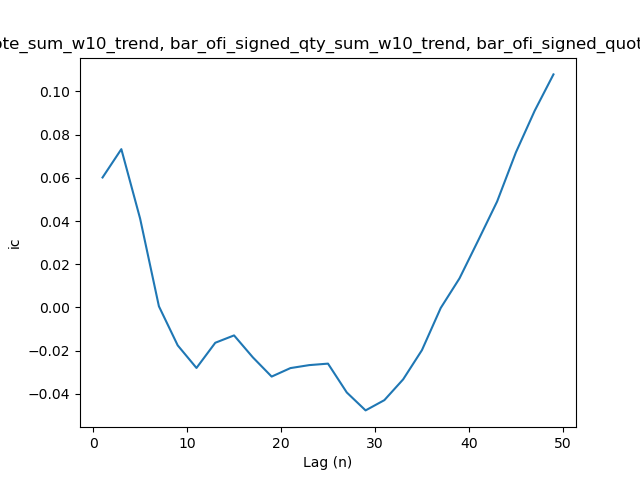 ote_sum_w10_trend, bar_ofi_signed_qty_sum_w10_trend, bar_ofi_signed_quot
0.10
0.08
0.06
0.04
0.02
0.00
−0.02
−0.04
ic
0 10 20 30 40 50
Lag (n)